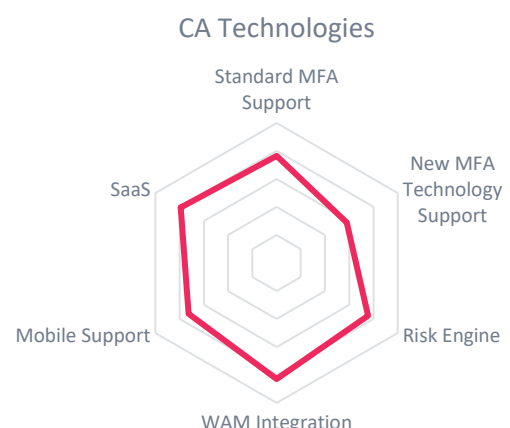 CA Technologies
Standard MFA
Support
New MFA
Technology
Support
SaaS
Mobile Support
Risk Engine
WAM Integration